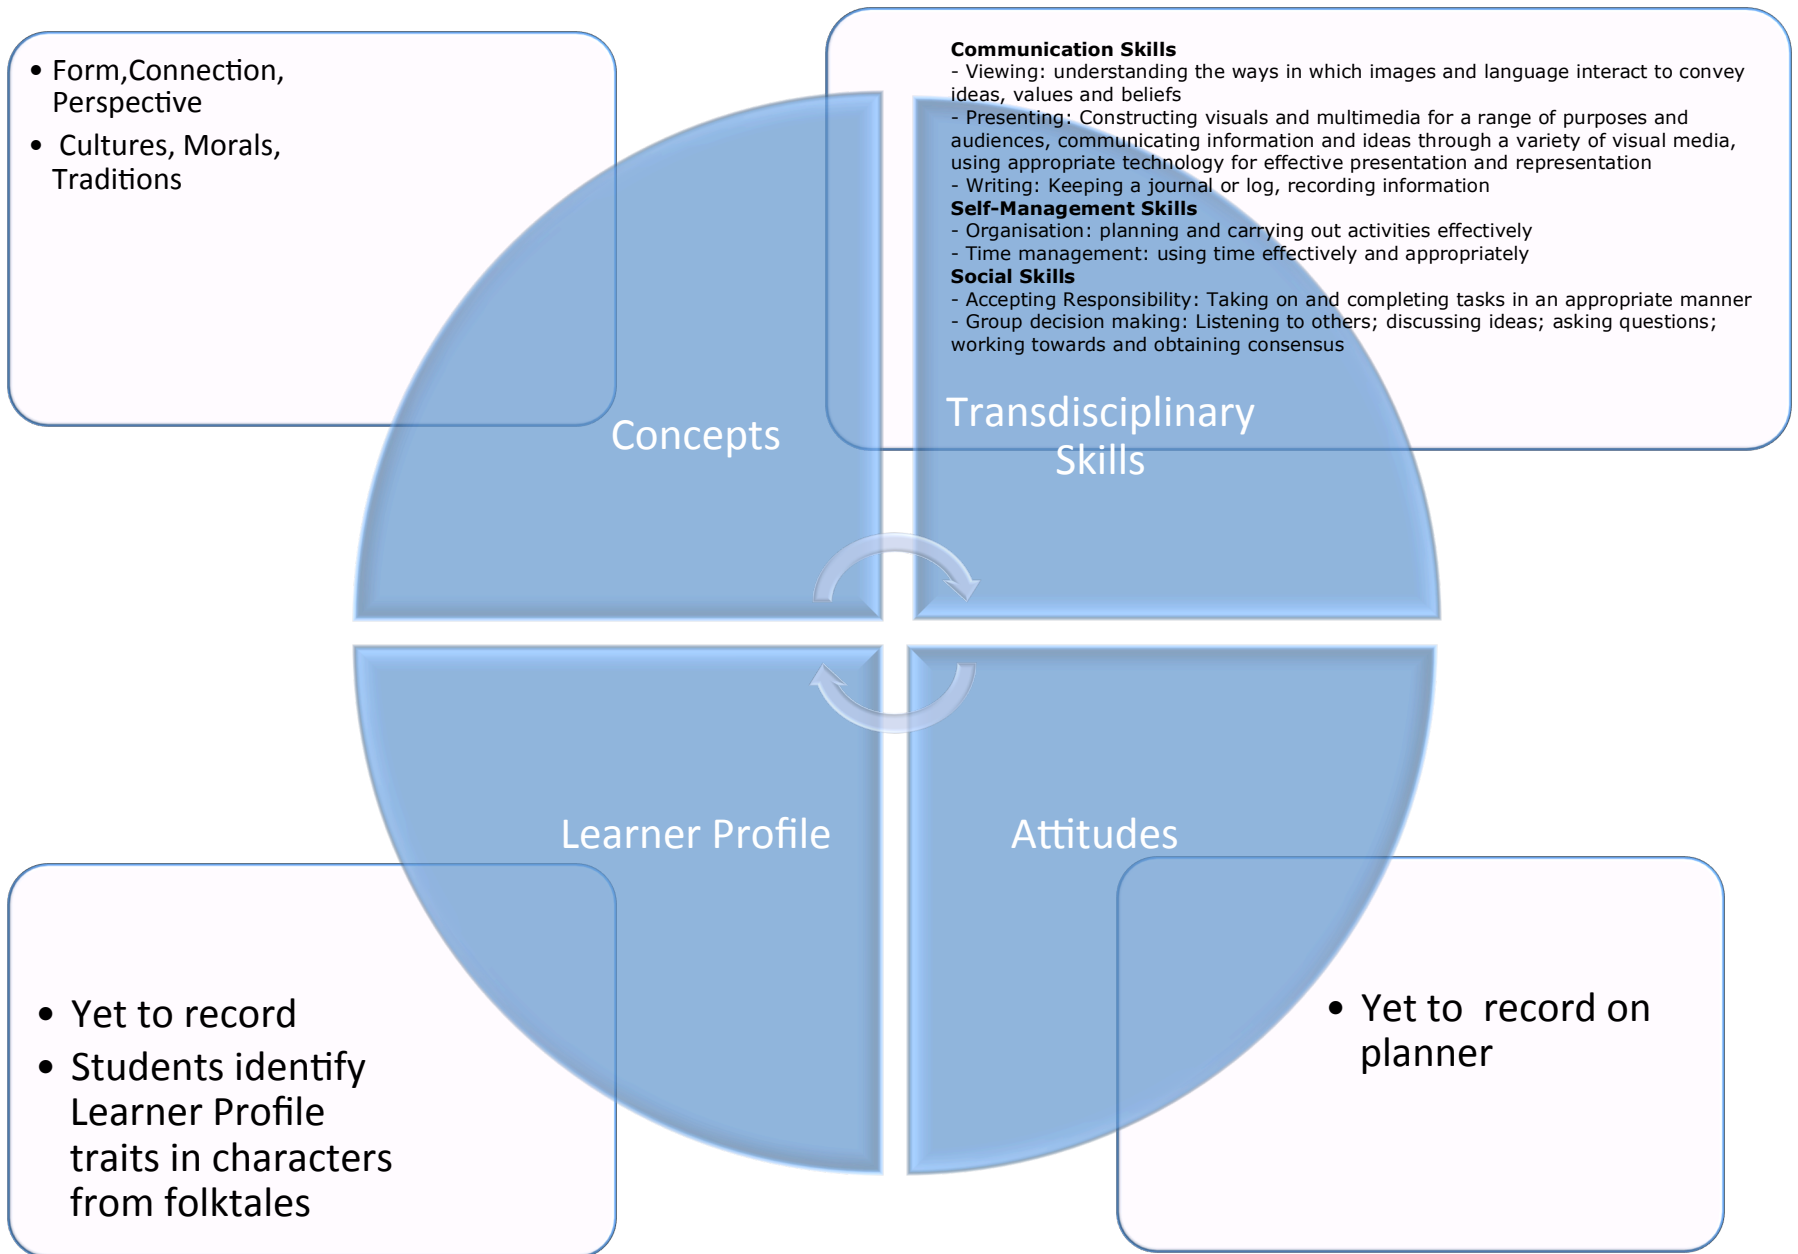 • Form,Connection,
Perspective
• Cultures, Morals,
Traditions
Communication Skills
- Viewing: understanding the ways in which images and language interact to convey
ideas, values and beliefs
- Presenting: Constructing visuals and multimedia for a range of purposes and
audiences, communicating information and ideas through a variety of visual media,
using appropriate technology for effective presentation and representation
- Writing: Keeping a journal or log, recording information
Self-Management Skills
- Organisation: planning and carrying out activities effectively
- Time management: using time effectively and appropriately
Social Skills
- Accepting Responsibility: Taking on and completing tasks in an appropriate manner
- Group decision making: Listening to others; discussing ideas; asking questions;
working towards and obtaining consensus
Concepts
Transdisciplinary
Skills
Learner Profile
Attitudes
• Yet to record
• Students identify
Learner Profile
traits in characters
from folktales
• Yet to record on
planner